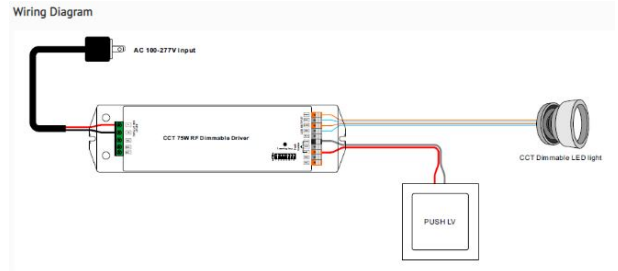 Wiring Diagram
AC 100-277V Input
CCT 75W RF Dimmable Driver
CCT Dimmable LED light
PUSH LV